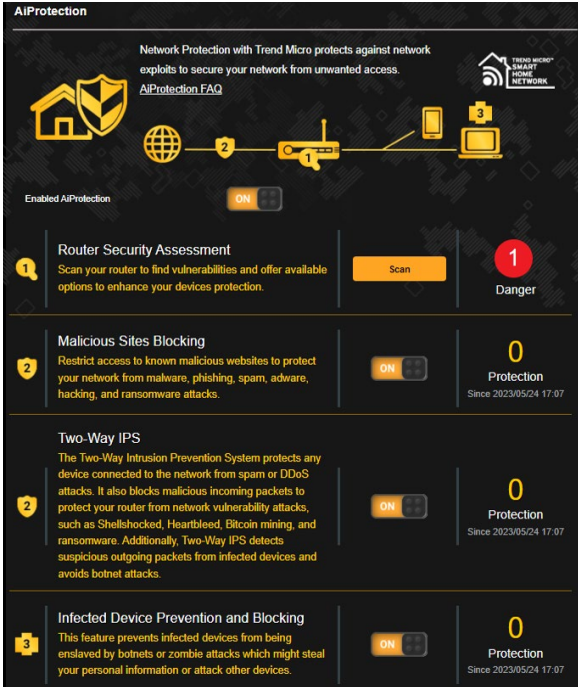 AiProtection
Network Protection with Trend Micro protects against network
exploits to secure your network from unwanted access.
AiProtection FAQ
TREND MICRO™
SMART
HOME
NETWORK
3
2
1
Enabled AiProtection
ON
1
Router Security Assessment
Scan your router to find vulnerabilities and offer available
options to enhance your devices protection.
Scan
1
Danger
2
Malicious Sites Blocking
Restrict access to known malicious websites to protect
your network from malware, phishing, spam, adware,
hacking, and ransomware attacks.
ON
0
Protection
Since 2023/05/24 17:07
2
Two-Way IPS
The Two-Way Intrusion Prevention System protects any
device connected to the network from spam or DDoS
attacks. It also blocks malicious incoming packets to
protect your router from network vulnerability attacks,
such as Shellshocked, Heartbleed, Bitcoin mining, and
ransomware. Additionally, Two-Way IPS detects
suspicious outgoing packets from infected devices and
avoids botnet attacks.
ON
0
Protection
Since 2023/05/24 17:07
3
Infected Device Prevention and Blocking
This feature prevents infected devices from being
enslaved by botnets or zombie attacks which might steal
your personal information or attack other devices.
ON
0
Protection
Since 2023/05/24 17:07